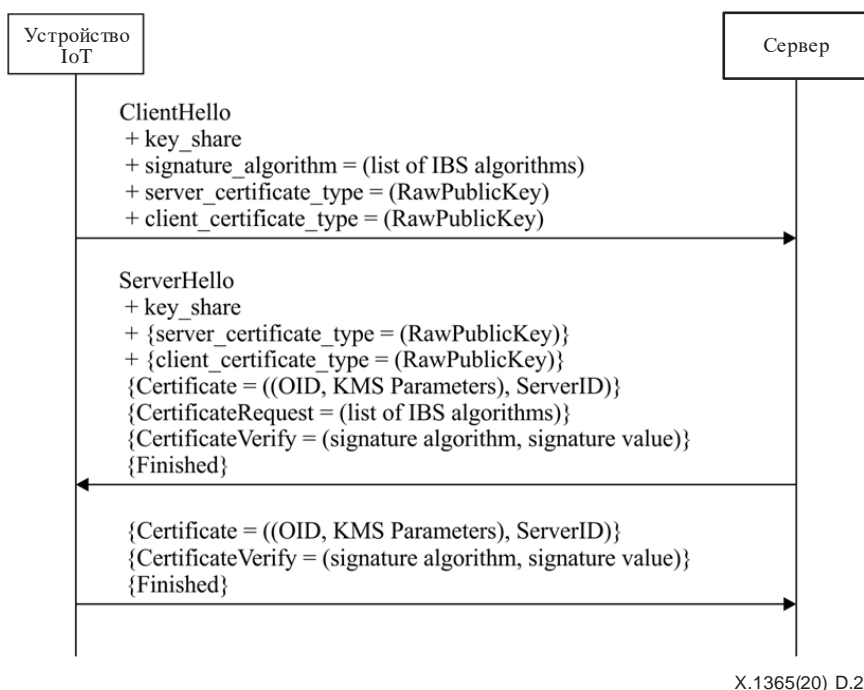 Устройство
IoT
Сервер
ClientHello
+ key_share
+ signature_algorithm = (list of IBS algorithms)
+ server_certificate_type = (RawPublicKey)
+ client_certificate_type = (RawPublicKey)
ServerHello
+ key_share
+ {server_certificate_type = (RawPublicKey)}
+ {client_certificate_type = (RawPublicKey)}
{Certificate = ((OID, KMS Parameters), ServerID)}
{CertificateRequest = (list of IBS algorithms)}
{CertificateVerify = (signature algorithm, signature value)}
{Finished}
{Certificate = ((OID, KMS Parameters), ServerID)}
{CertificateVerify = (signature algorithm, signature value)}
{Finished}
X.1365(20)_D.2